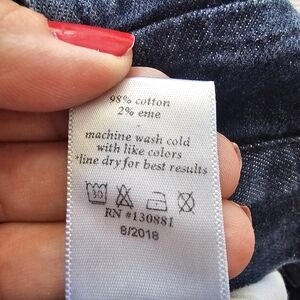 98% cotton
2% eme
machine wash cold
with like colors
*line dry for best results
30
RN #130881
8/2018